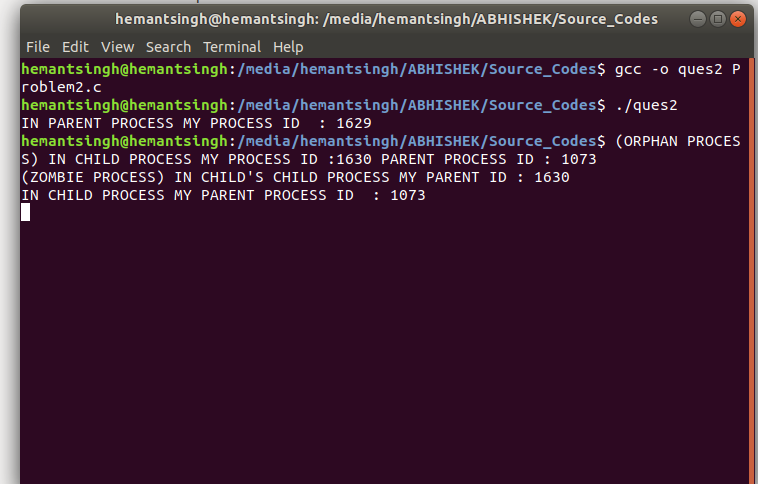 hemantsingh@hemantsingh: /media/hemantsingh/ABHISHEK/Source_Codes
File Edit View Search Terminal Help
hemantsingh@hemantsingh:/media/hemantsingh/ABHISHEK/Source_Codes$ gcc -o ques2 P
roblem2.c
hemantsingh@hemantsingh:/media/hemantsingh/ABHISHEK/Source_Codes$ ./ques2
IN PARENT PROCESS MY PROCESS ID  : 1629
hemantsingh@hemantsingh:/media/hemantsingh/ABHISHEK/Source_Codes$ (ORPHAN PROCES
S) IN CHILD PROCESS MY PROCESS ID :1630 PARENT PROCESS ID : 1073
(ZOMBIE PROCESS) IN CHILD'S CHILD PROCESS MY PARENT ID : 1630
IN CHILD PROCESS MY PARENT PROCESS ID  : 1073